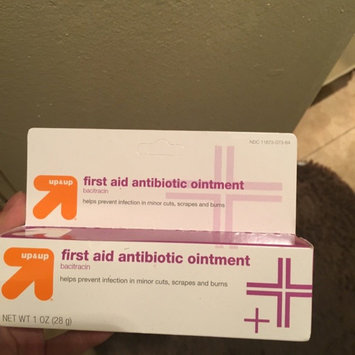 NDC 11673-073-64
up&up
first aid antibiotic ointment
bacitracin
helps prevent infection in minor cuts, scrapes and burns
up&up
first aid antibiotic ointment
bacitracin
helps prevent infection in minor cuts, scrapes and burns
NET WT 1 OZ (28 g)